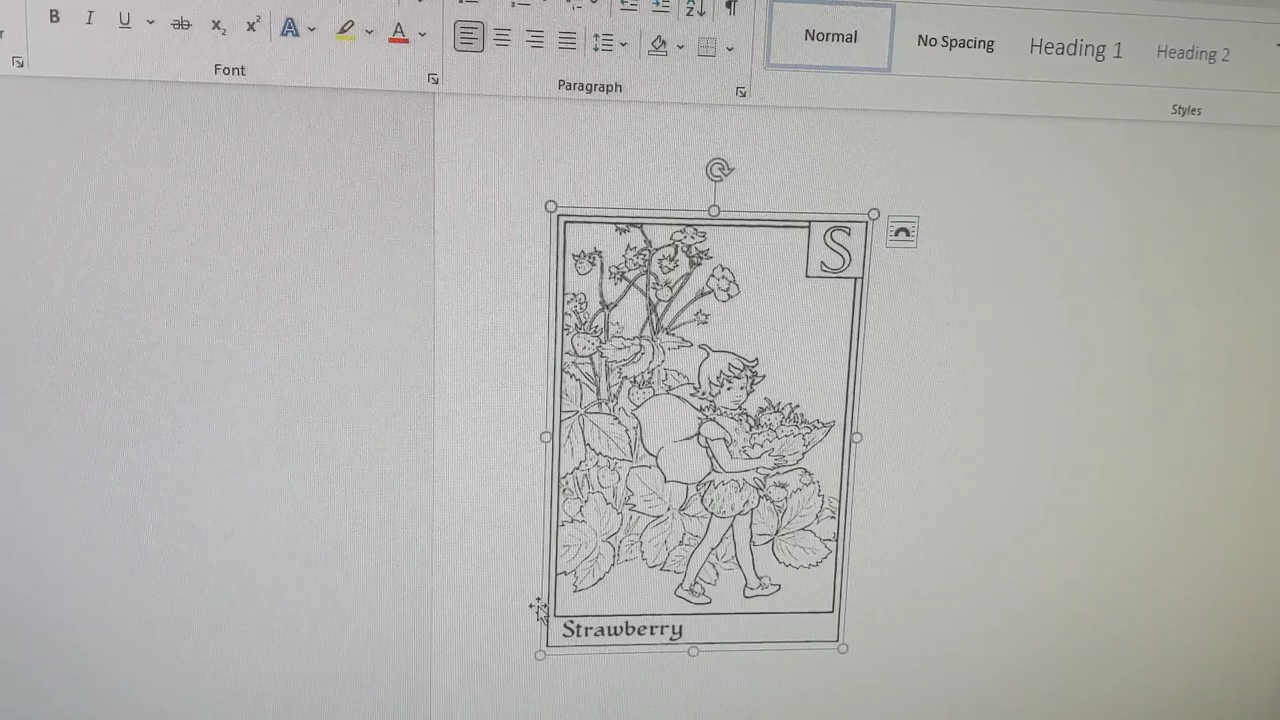 B I U ab x₂ x² A A
Font
Paragraph
Normal
No Spacing
Heading 1
Heading 2
Styles
S
Strawberry